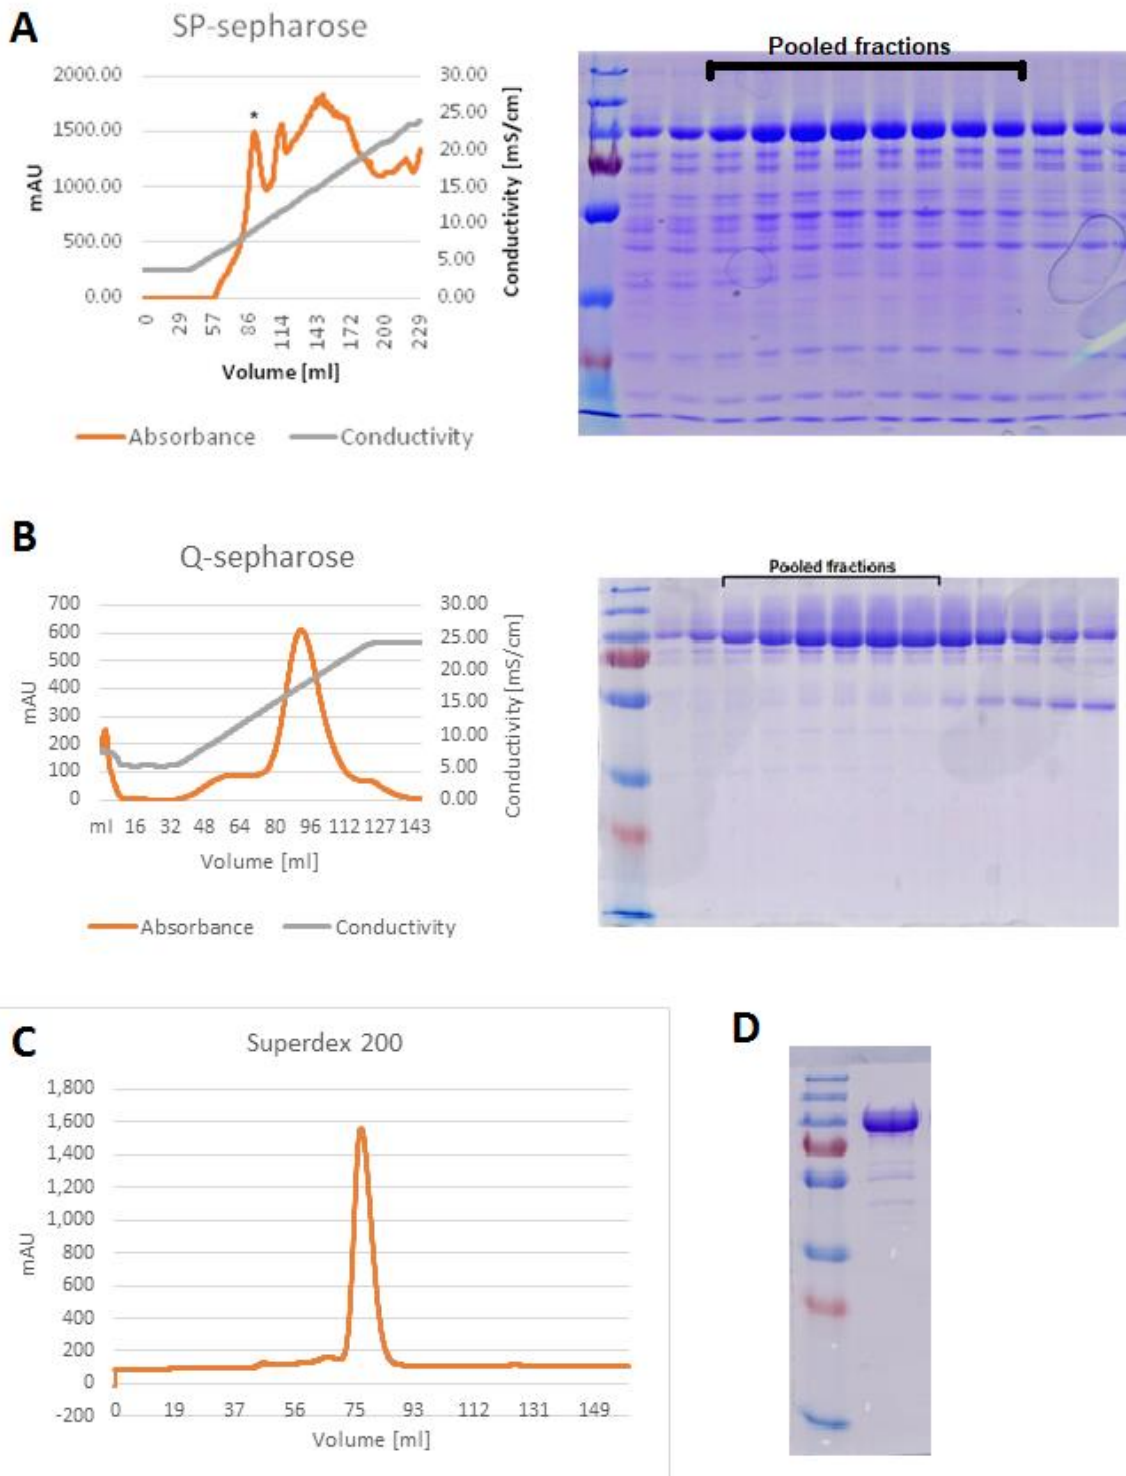 A
SP-sepharose
Pooled fractions
2000.00
1500.00
1000.00
500.00
0.00
mAU
*
30.00
25.00
20.00
15.00
10.00
5.00
0.00
Conductivity [mS/cm]
0 29 57 86 114 143 172 200 229
Volume [ml]
Absorbance Conductivity
B
Q-sepharose
Pooled fractions
700
600
500
400
300
200
100
0
mAU
30.00
25.00
20.00
15.00
10.00
5.00
0.00
Conductivity [mS/cm]
ml 16 32 48 64 80 96 112 127 143
Volume [ml]
Absorbance Conductivity
C
Superdex 200
1,800
1,600
1,400
1,200
1,000
800
600
400
200
0
-200
mAU
0 19 37 56 75 93 112 131 149
Volume [ml]
D